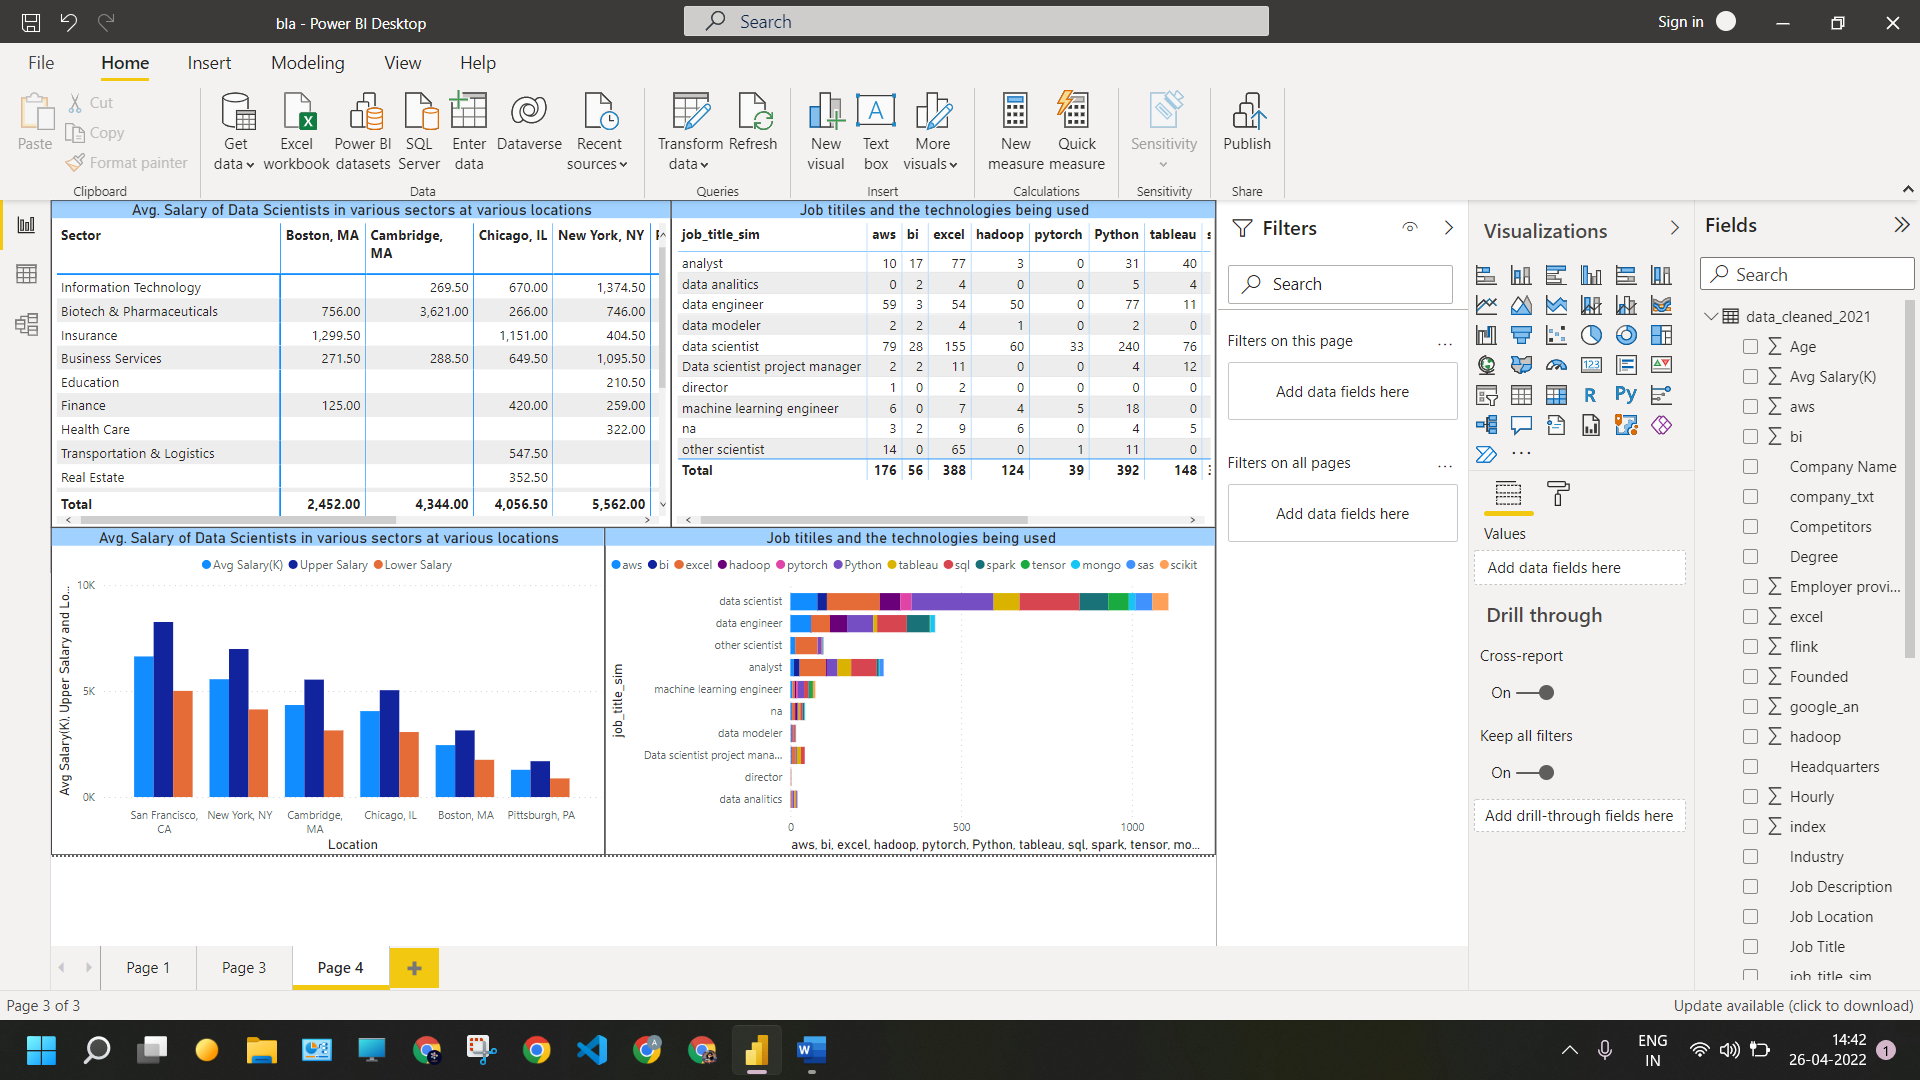 bla - Power BI Desktop
Search
Sign in
File Home Insert Modeling View Help
Paste
Cut
Copy
Format painter
Clipboard
Get data
Excel workbook
Power BI datasets
SQL Server
Enter data
Dataverse
Recent sources
Data
Transform data
Refresh
Queries
New visual
Text box
More visuals
Insert
New measure
Quick measure
Calculations
Sensitivity
Sensitivity
Publish
Share
Avg. Salary of Data Scientists in various sectors at various locations
Sector Boston, MA Cambridge, MA Chicago, IL New York, NY
Information Technology 269.50 670.00 1,374.50
Biotech & Pharmaceuticals 756.00 3,621.00 266.00 746.00
Insurance 1,299.50 1,151.00 404.50
Business Services 271.50 288.50 649.50 1,095.50
Education 210.50
Finance 125.00 420.00 259.00
Health Care 322.00
Transportation & Logistics 547.50
Real Estate 352.50
Total 2,452.00 4,344.00 4,056.50 5,562.00
Job titiles and the technologies being used
job_title_sim aws bi excel hadoop pytorch Python tableau
analyst 10 17 77 3 0 31 40
data analitics 0 2 4 0 0 5 4
data engineer 59 3 54 50 0 77 11
data modeler 2 2 4 1 0 2 0
data scientist 79 28 155 60 33 240 76
Data scientist project manager 2 2 11 0 0 4 12
director 1 0 2 0 0 0 0
machine learning engineer 6 0 7 4 5 18 0
na 3 2 9 6 0 4 5
other scientist 14 0 65 0 1 11 0
Total 176 56 388 124 39 392 148
Avg. Salary of Data Scientists in various sectors at various locations
Avg Salary(K) Upper Salary Lower Salary
Avg Salary(K), Upper Salary and Lo...
10K
5K
0K
San Francisco, CA
New York, NY
Cambridge, MA
Chicago, IL
Boston, MA
Pittsburgh, PA
Location
Job titiles and the technologies being used
aws bi excel hadoop pytorch Python tableau sql spark tensor mongo sas scikit
job_title_sim
data scientist
data engineer
other scientist
analyst
machine learning engineer
na
data modeler
Data scientist project mana...
director
data analitics
0 500 1000
aws, bi, excel, hadoop, pytorch, Python, tableau, sql, spark, tensor, mo...
Filters
Search
Filters on this page
...
Add data fields here
Filters on all pages
...
Add data fields here
Visualizations
123
R
Py
...
Values
Add data fields here
Drill through
Cross-report
On
Keep all filters
On
Add drill-through fields here
Fields
Search
data_cleaned_2021
Age
Avg Salary(K)
aws
bi
Company Name
company_txt
Competitors
Degree
Employer provi...
excel
flink
Founded
google_an
hadoop
Headquarters
Hourly
index
Industry
Job Description
Job Location
Job Title
job_title_sim
Page 1 Page 3 Page 4
Page 3 of 3
Update available (click to download)
ENG
IN
14:42
26-04-2022
1